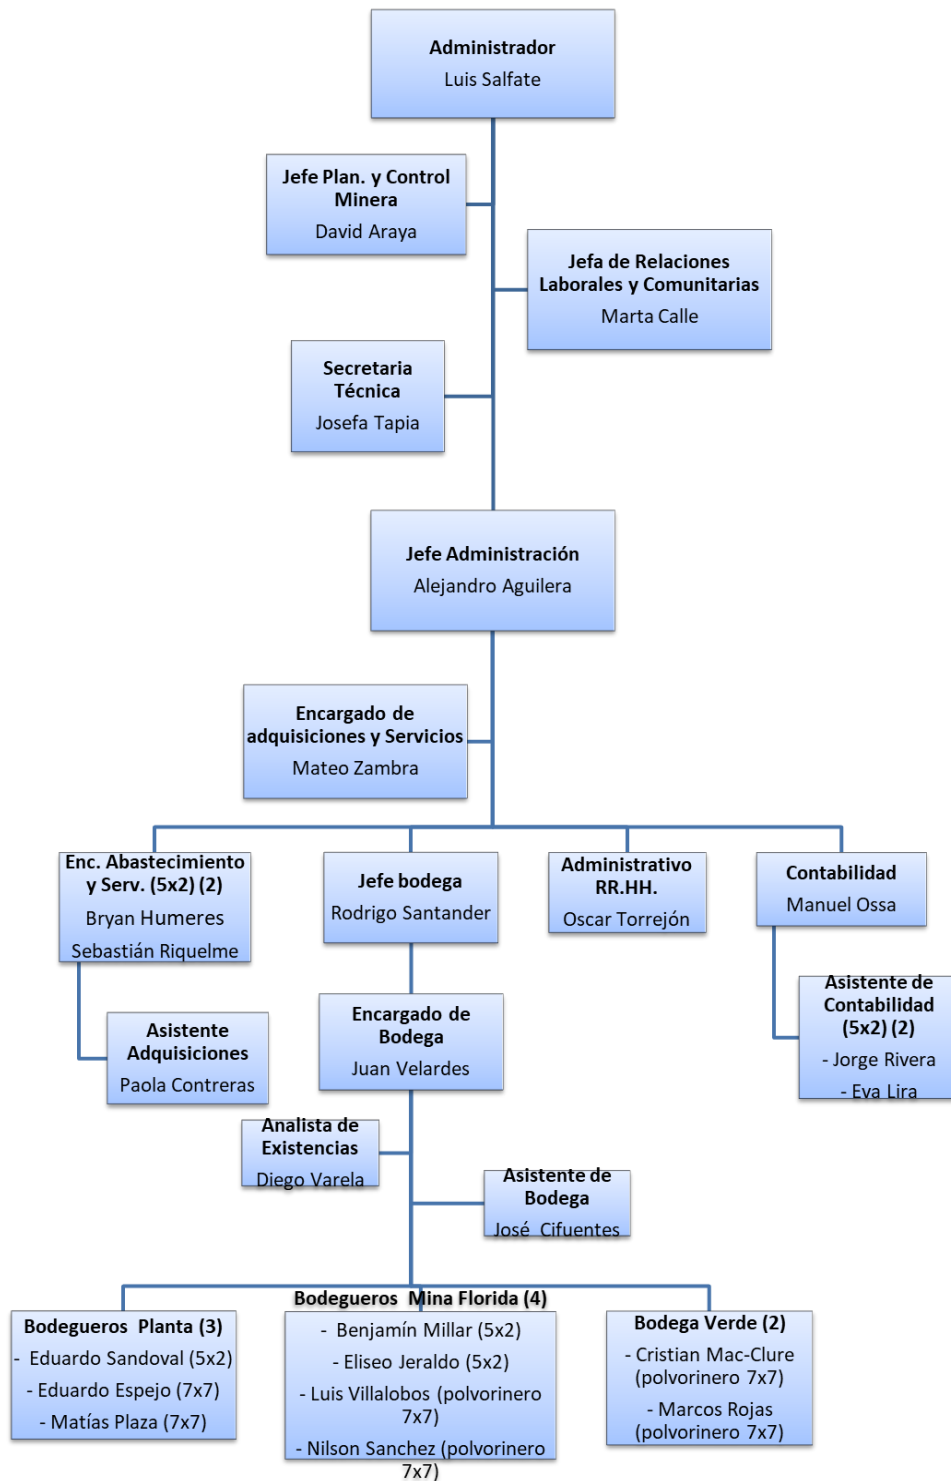 Administrador
Luis Salfate
Jefe Plan. y Control
Minera
David Araya
Jefa de Relaciones
Laborales y Comunitarias
Marta Calle
Secretaria
Técnica
Josefa Tapia
Jefe Administración
Alejandro Aguilera
Encargado de
adquisiciones y Servicios
Mateo Zambra
Enc. Abastecimiento
y Serv. (5x2) (2)
Bryan Humeres
Sebastián Riquelme
Jefe bodega
Rodrigo Santander
Administrativo
RR.HH.
Oscar Torrejón
Contabilidad
Manuel Ossa
Asistente
Adquisiciones
Paola Contreras
Encargado de
Bodega
Juan Velardes
Asistente de
Contabilidad
(5x2) (2)
- Jorge Rivera
- Eva Lira
Analista de
Existencias
Diego Varela
Asistente de
Bodega
José Cifuentes
Bodegueros Planta (3)
- Eduardo Sandoval (5x2)
- Eduardo Espejo (7x7)
- Matías Plaza (7x7)
Bodegueros Mina Florida (4)
- Benjamín Millar (5x2)
- Eliseo Jeraldo (5x2)
- Luis Villalobos (polvorinero
7x7)
- Nilson Sanchez (polvorinero
7x7)
Bodega Verde (2)
- Cristian Mac-Clure
(polvorinero 7x7)
- Marcos Rojas
(polvorinero 7x7)